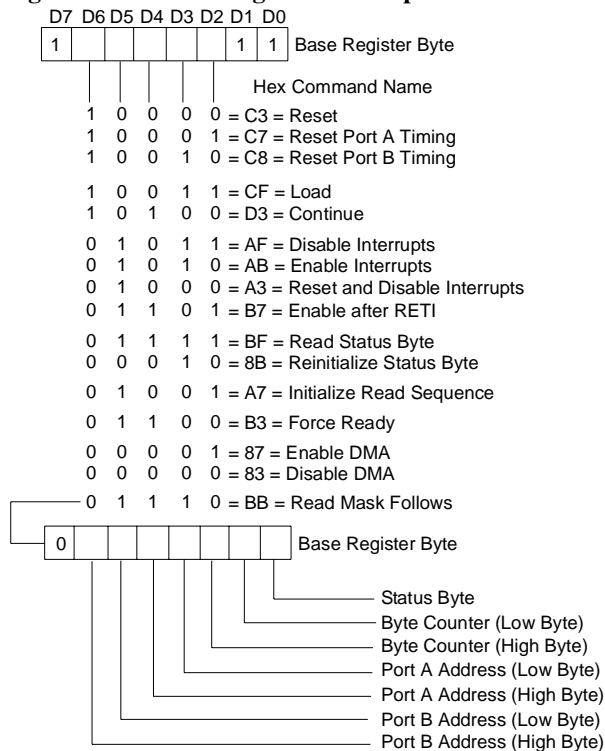 D7 D6 D5 D4 D3 D2 D1 D0
1 1 1 Base Register Byte
Hex Command Name
1 0 0 0 0 = C3 = Reset
1 0 0 0 1 = C7 = Reset Port A Timing
1 0 0 1 0 = C8 = Reset Port B Timing
1 0 0 1 1 = CF = Load
1 0 1 0 0 = D3 = Continue
0 1 0 1 1 = AF = Disable Interrupts
0 1 0 1 0 = AB = Enable Interrupts
0 1 0 0 0 = A3 = Reset and Disable Interrupts
0 1 1 0 1 = B7 = Enable after RETI
0 1 1 1 1 = BF = Read Status Byte
0 0 0 1 0 = 8B = Reinitialize Status Byte
0 1 0 0 1 = A7 = Initialize Read Sequence
0 1 1 0 0 = B3 = Force Ready
0 0 0 0 1 = 87 = Enable DMA
0 0 0 0 0 = 83 = Disable DMA
0 1 1 1 0 = BB = Read Mask Follows
0 Base Register Byte
Status Byte
Byte Counter (Low Byte)
Byte Counter (High Byte)
Port A Address (Low Byte)
Port A Address (High Byte)
Port B Address (Low Byte)
Port B Address (High Byte)